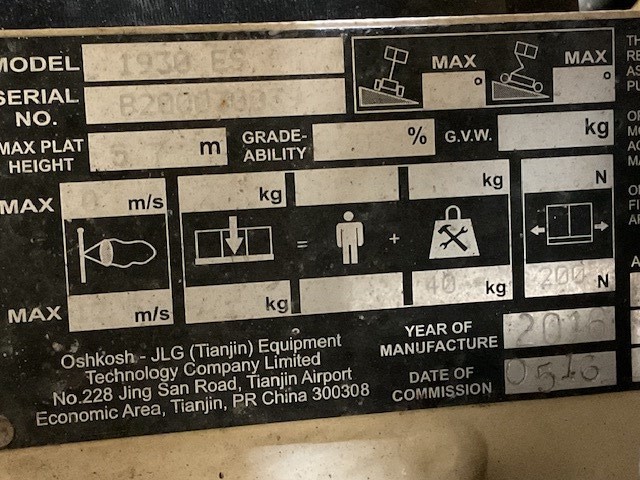 MODEL 1930 ES
SERIAL NO.
MAX MAX
° °
MAX PLAT HEIGHT m GRADE-ABILITY % G.V.W. kg
MAX m/s kg kg N
= +
MAX m/s kg 40 kg 200 N
Oshkosh - JLG (Tianjin) Equipment
Technology Company Limited
No.228 Jing San Road, Tianjin Airport
Economic Area, Tianjin, PR China 300308
YEAR OF
MANUFACTURE 2016
DATE OF
COMMISSION 0516